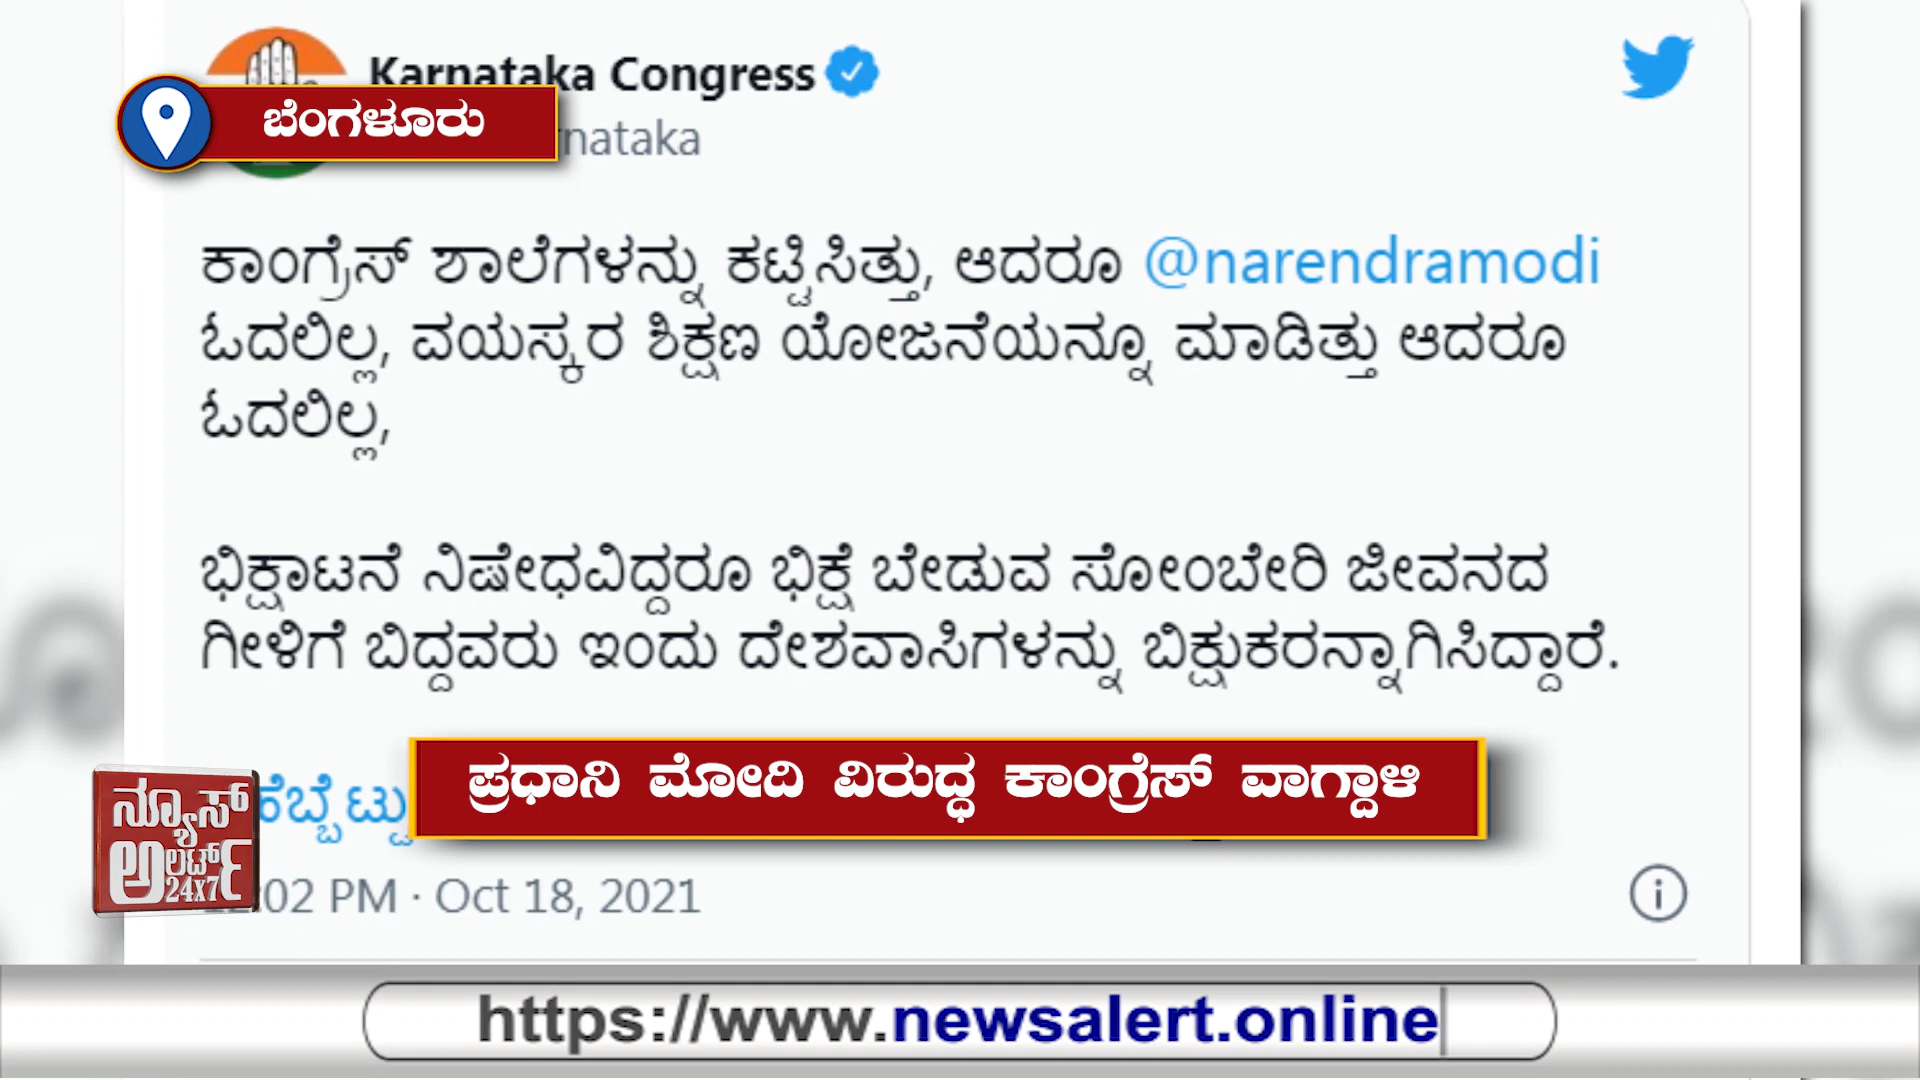 Karnataka Congress
ಬೆಂಗಳೂರು
nataka
ಕಾಂಗ್ರೆಸ್ ಶಾಲೆಗಳನ್ನು ಕಟ್ಟಿಸಿತ್ತು, ಆದರೂ @narendramodi
ಓದಲಿಲ್ಲ, ವಯಸ್ಕರ ಶಿಕ್ಷಣ ಯೋಜನೆಯನ್ನೂ ಮಾಡಿತ್ತು ಆದರೂ
ಓದಲಿಲ್ಲ,
ಭಿಕ್ಷಾಟನೆ ನಿಷೇಧವಿದ್ದರೂ ಭಿಕ್ಷೆ ಬೇಡುವ ಸೋಂಬೇರಿ ಜೀವನದ
ಗೀಳಿಗೆ ಬಿದ್ದವರು ಇಂದು ದೇಶವಾಸಿಗಳನ್ನು ಬಿಕ್ಷುಕರನ್ನಾಗಿಸಿದ್ದಾರೆ.
ಹೆಬ್ಬೆಟ್ಟು
ಪ್ರಧಾನಿ ಮೋದಿ ವಿರುದ್ಧ ಕಾಂಗ್ರೆಸ್ ವಾಗ್ದಾಳಿ
ನ್ಯೂಸ್
ಅಲರ್ಟ್
24x7
:02 PM · Oct 18, 2021
https://www.newsalert.online